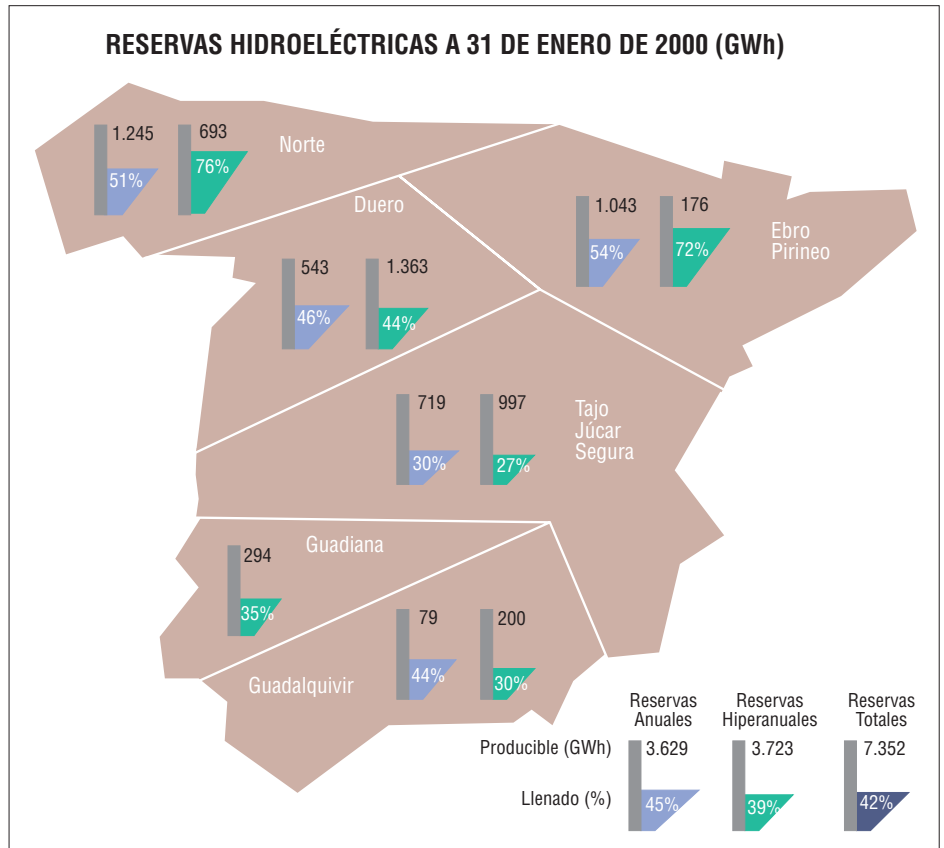 RESERVAS HIDROELÉCTRICAS A 31 DE ENERO DE 2000 (GWh)
1.245
693
Norte
51%
76%
Duero
1.043
176
Ebro
Pirineo
54%
72%
543
1.363
46%
44%
719
997
Tajo
Júcar
Segura
30%
27%
Guadiana
294
35%
79
200
44%
30%
Guadalquivir
Reservas
Anuales
Reservas
Hiperanuales
Reservas
Totales
Producible (GWh)
3.629
3.723
7.352
Llenado (%)
45%
39%
42%